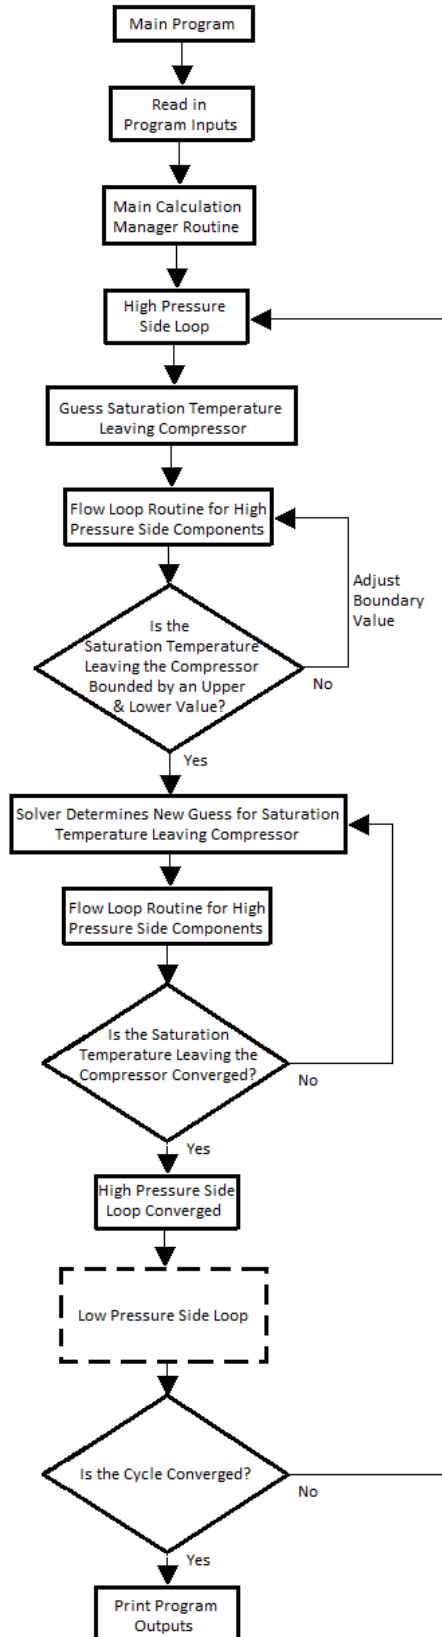 Main Program
Read in
Program Inputs
Main Calculation
Manager Routine
High Pressure
Side Loop
Guess Saturation Temperature
Leaving Compressor
Flow Loop Routine for High
Pressure Side Components
Adjust
Boundary
Value
Is the
Saturation Temperature
Leaving the Compressor
Bounded by an Upper
& Lower Value?
No
Yes
Solver Determines New Guess for Saturation
Temperature Leaving Compressor
Flow Loop Routine for High
Pressure Side Components
Is the Saturation
Temperature Leaving the
Compressor Converged?
No
Yes
High Pressure Side
Loop Converged
Low Pressure Side Loop
Is the Cycle Converged?
No
Yes
Print Program
Outputs